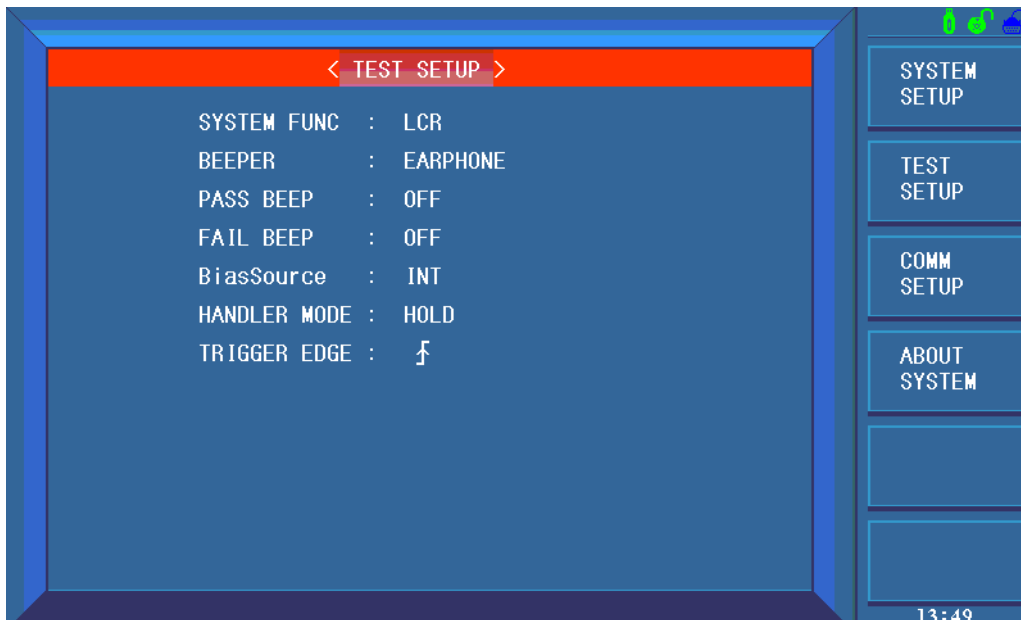 < TEST SETUP >
SYSTEM FUNC : LCR
BEEPER : EARPHONE
PASS BEEP : OFF
FAIL BEEP : OFF
BiasSource : INT
HANDLER MODE : HOLD
TRIGGER EDGE :
SYSTEM
SETUP
TEST
SETUP
COMM
SETUP
ABOUT
SYSTEM
13:49